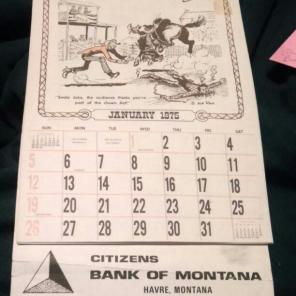 "Smile Jake, the audience thinks you're
part of the clown act"
JANUARY 1975
SUN MON TUE WED THU FRI SAT
1 2 3 4
5 6 7 8 9 10 11
12 13 14 15 16 17 18
19 20 21 22 23 24 25
26 27 28 29 30 31
CITIZENS
BANK OF MONTANA
HAVRE, MONTANA